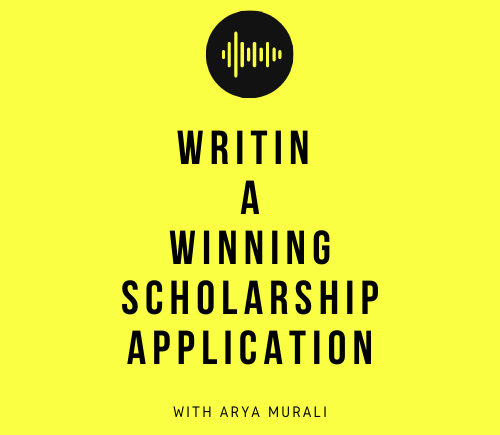 WRITIN
A
WINNING
SCHOLARSHIP
APPLICATION
WITH ARYA MURALI